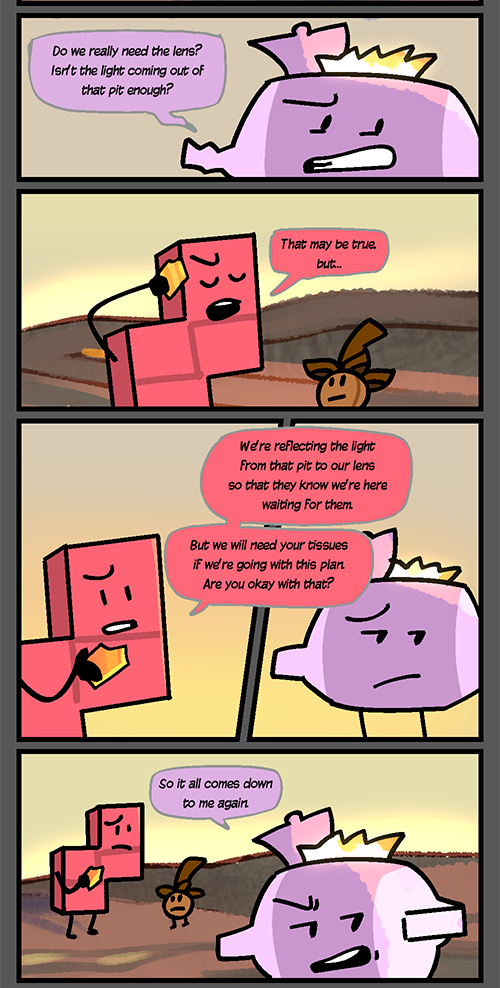 Do we really need the lens?
Isn't the light coming out of
that pit enough?
That may be true,
but...
We're reflecting the light
from that pit to our lens
so that they know we're here
waiting for them.
But we will need your tissues
if we're going with this plan.
Are you okay with that?
So it all comes down
to me again.